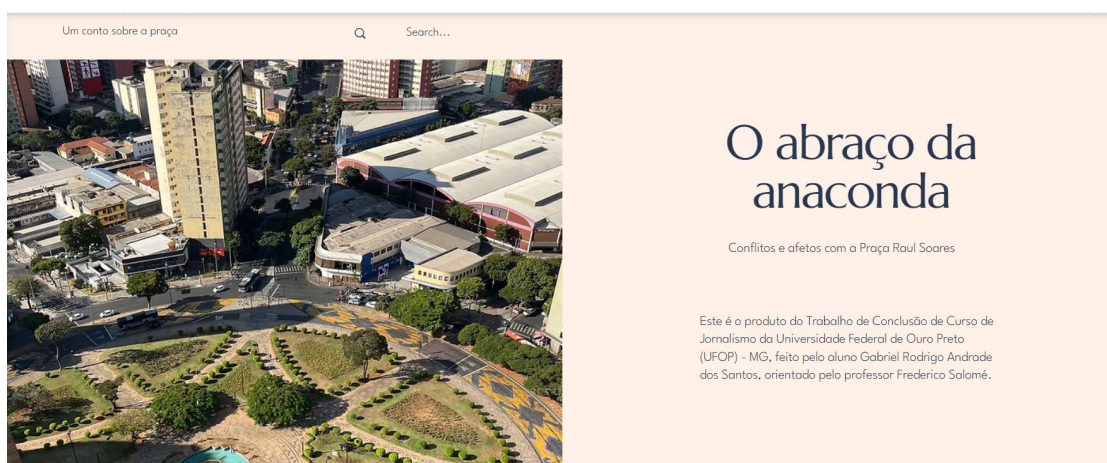 Um conto sobre a praça
Search...
O abraço da
anaconda
Conflitos e afetos com a Praça Raul Soares
Este é o produto do Trabalho de Conclusão de Curso de
Jornalismo da Universidade Federal de Ouro Preto
(UFOP) - MG, feito pelo aluno Gabriel Rodrigo Andrade
dos Santos, orientado pelo professor Frederico Salomé.